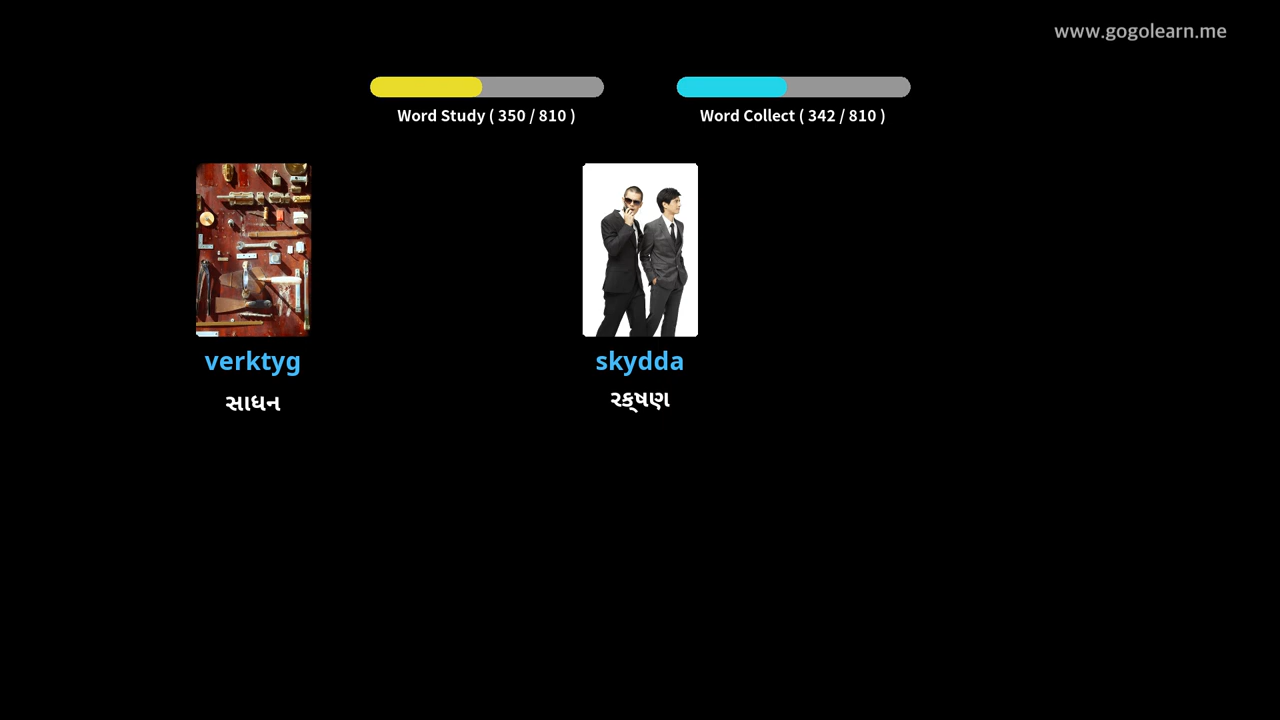 www.gogolearn.me
Word Study ( 350 / 810 )
Word Collect ( 342 / 810 )
verktyg
skydda
સાધન
રક્ષણ